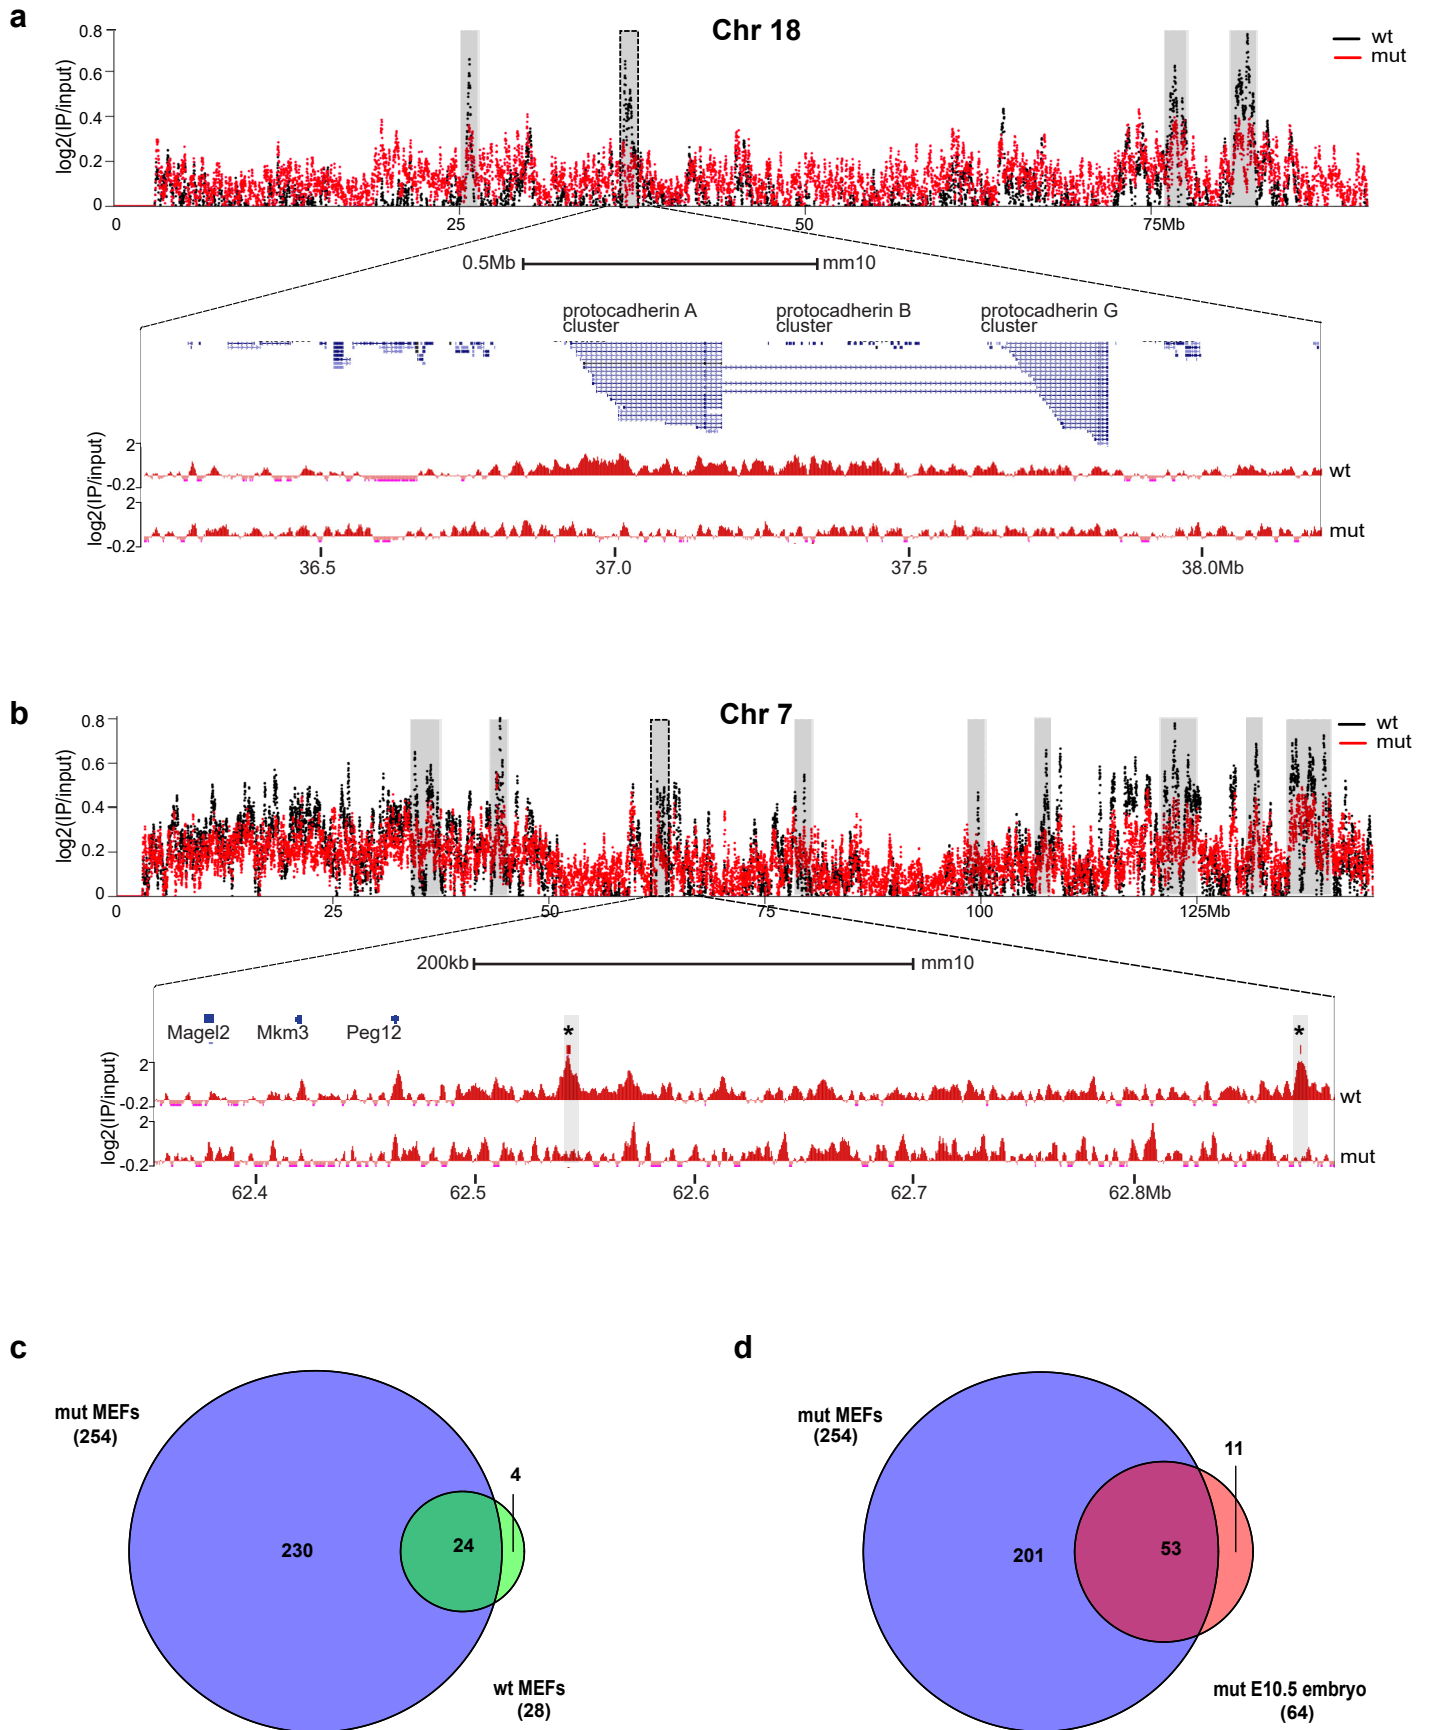 a
Chr 18
wt
mut
log2(IP/input)
0.8
0.6
0.4
0.2
0
0
25
50
75Mb
0.5Mb
mm10
protocadherin A
cluster
protocadherin B
cluster
protocadherin G
cluster
log2(IP/input)
2
-0.2
wt
log2(IP/input)
2
-0.2
mut
36.5
37.0
37.5
38.0Mb
b
Chr 7
wt
mut
log2(IP/input)
0.8
0.6
0.4
0.2
0
0
25
50
75
100
125Mb
200kb
mm10
Magel2
Mkm3
Peg12
*
*
log2(IP/input)
2
-0.2
wt
2
-0.2
mut
62.4
62.5
62.6
62.7
62.8Mb
c
mut MEFs
(254)
4
230
24
wt MEFs
(28)
d
mut MEFs
(254)
11
201
53
mut E10.5 embryo
(64)